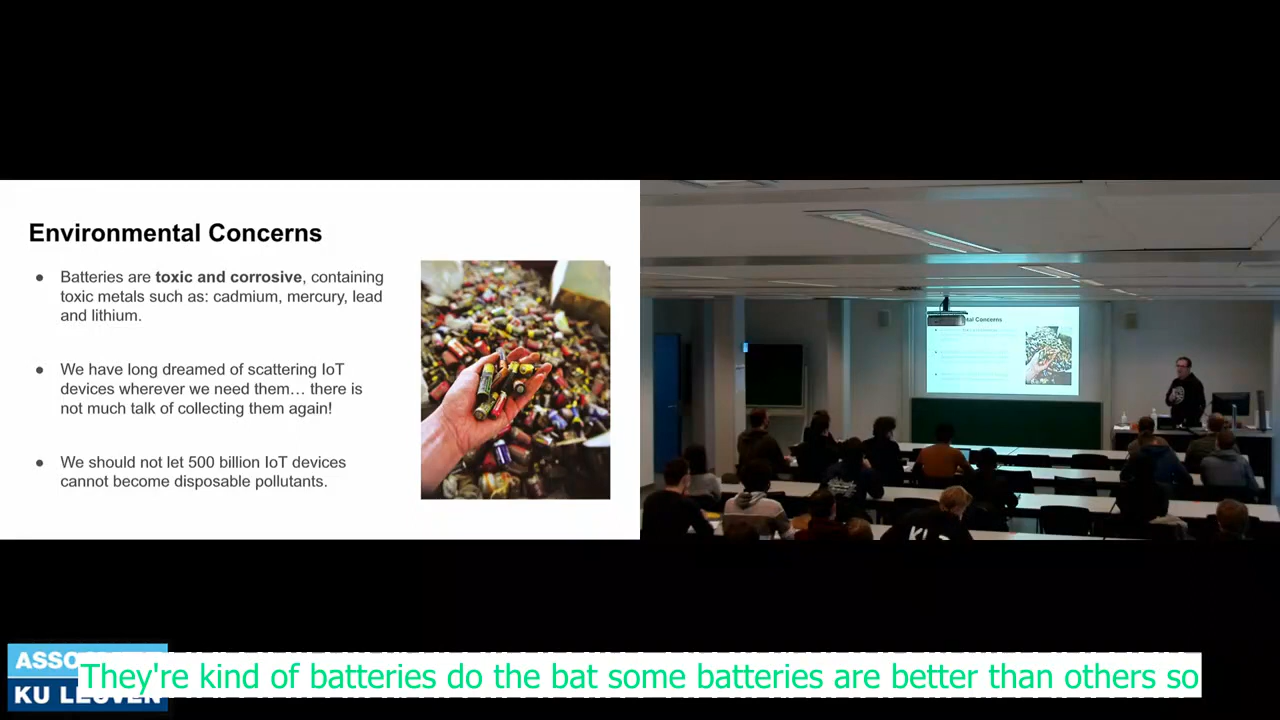 Environmental Concerns
● Batteries are toxic and corrosive, containing
toxic metals such as: cadmium, mercury, lead
and lithium.
● We have long dreamed of scattering IoT
devices wherever we need them… there is
not much talk of collecting them again!
● We should not let 500 billion IoT devices
cannot become disposable pollutants.
tal Concerns
ASSO
KU LEUVEN
They're kind of batteries do the bat some batteries are better than others so